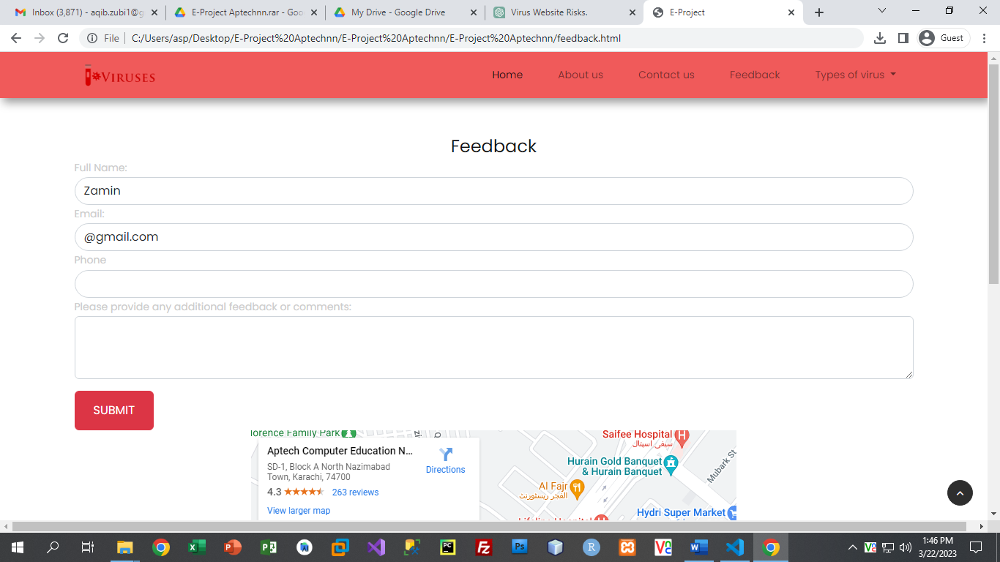 Inbox (3,871) - aqib.zubi1@g
E-Project Aptechnn.rar - Goo
My Drive - Google Drive
Virus Website Risks.
E-Project
File
C:/Users/asp/Desktop/E-Project%20Aptechnn/E-Project%20Aptechnn/E-Project%20Aptechnn/feedback.html
Guest
VIRUSES
Home
About us
Contact us
Feedback
Types of virus
Feedback
Full Name:
Zamin
Email:
@gmail.com
Phone
Please provide any additional feedback or comments:
SUBMIT
lorence Family Park
Aptech Computer Education N...
SD-1, Block A North Nazimabad
Town, Karachi, 74700
4.3
263 reviews
View larger map
Directions
Saifee Hospital
سیفی اسپتال
Hurain Gold Banquet
& Hurain Banquet
Mubark St
Al Fajr
الفجر ریسٹورنٹ
Hydri Super Market
Lifeline Hospital
1:46 PM
3/22/2023